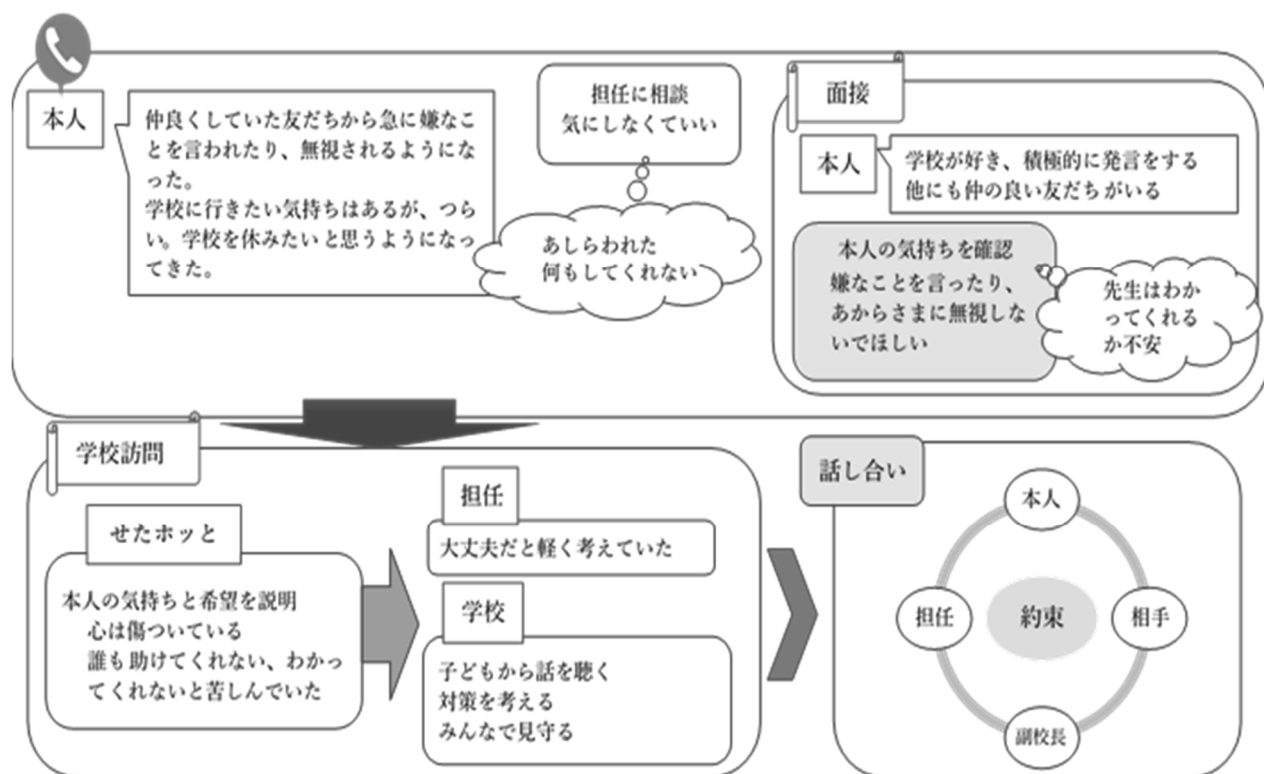 本人
仲良くしていた友だちから急に嫌なこ
とを言われたり、無視されるようにな
った。
学校に行きたい気持ちはあるが、つら
い。学校を休みたいと思うようになっ
てきた。
担任に相談
気にしなくていい
あしらわれた
何もしてくれない
面接
本人
学校が好き、積極的に発言をする
他にも仲の良い友だちがいる
本人の気持ちを確認
嫌なことを言ったり、
あからさまに無視しな
いでほしい
先生はわか
ってくれる
か不安
学校訪問
せたホッと
本人の気持ちと希望を説明
心は傷ついている
誰も助けてくれない、わかっ
てくれないと苦しんでいた
担任
大丈夫だと軽く考えていた
学校
子どもから話を聴く
対策を考える
みんなで見守る
話し合い
本人
担任
約束
相手
副校長